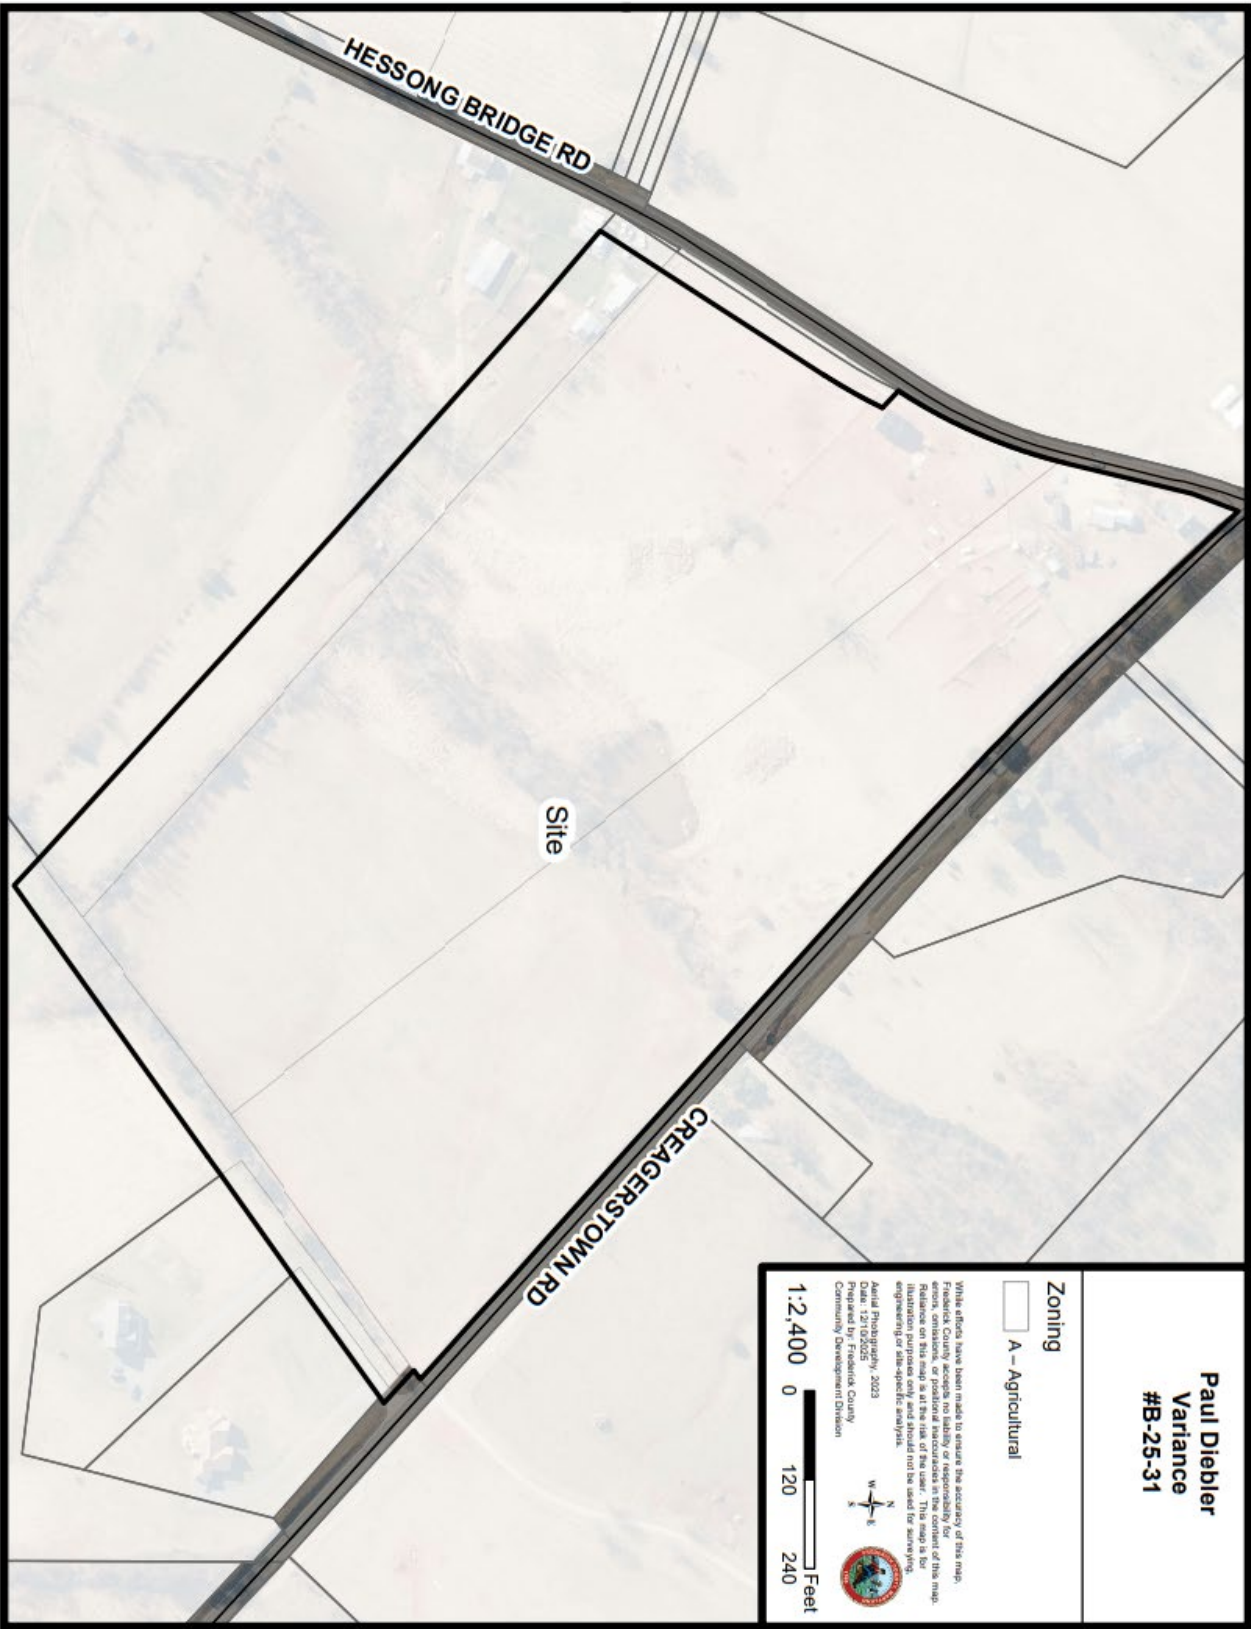 Paul Diebler
Variance
#B-25-31
Zoning
A – Agricultural
While efforts have been made to ensure the accuracy of this map,
Frederick County accepts no liability or responsibility for
errors, omissions, or positional inaccuracies in the content of this map.
Reliance on this map is at the risk of the user. This map is for
illustration purposes only and should not be used for surveying,
engineering, or site-specific analysis.
Aerial Photography: 2023
Date: 12/10/2025
Prepared by: Frederick County
Community Development Division
N
W E
S
1:2,400 0 120 240 Feet
HESSONG BRIDGE RD
Site
CREAGERSTOWN RD